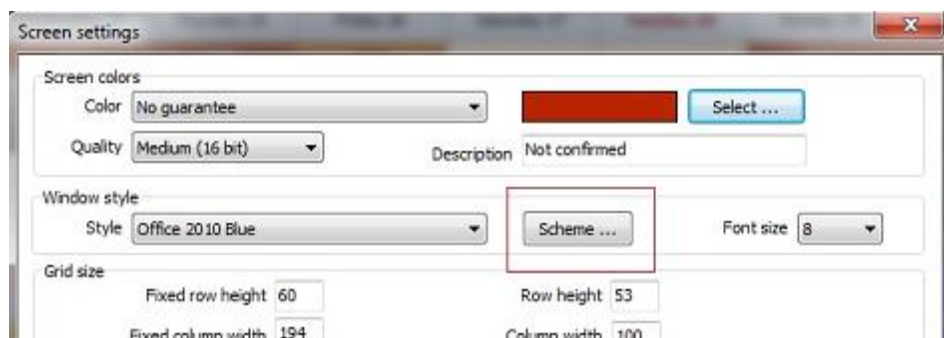 Screen settings
Screen colors
Color No guarantee Select ...
Quality Medium (16 bit) Description Not confirmed
Window style
Style Office 2010 Blue Scheme ... Font size 8
Grid size
Fixed row height 60 Row height 53
Fixed column width 194 Column width 100